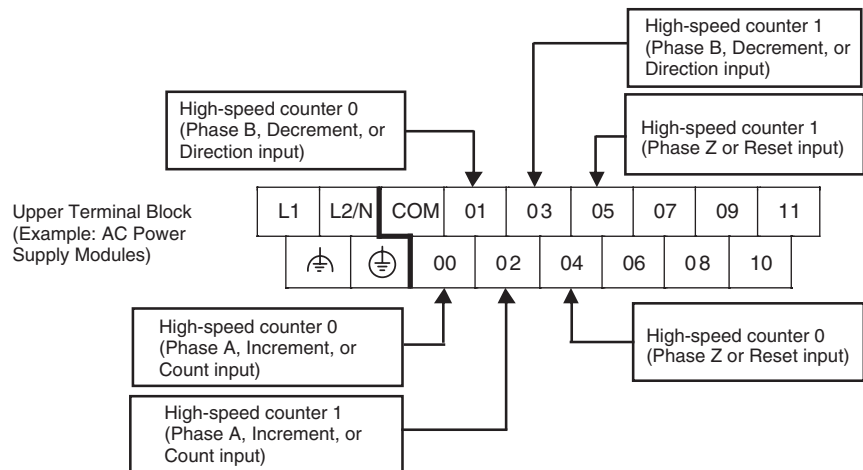 High-speed counter 1
(Phase B, Decrement, or
Direction input)
High-speed counter 0
(Phase B, Decrement, or
Direction input)
High-speed counter 1
(Phase Z or Reset input)
Upper Terminal Block
(Example: AC Power
Supply Modules)
L1 L2/N COM 01 03 05 07 09 11
00 02 04 06 08 10
High-speed counter 0
(Phase A, Increment, or
Count input)
High-speed counter 0
(Phase Z or Reset input)
High-speed counter 1
(Phase A, Increment, or
Count input)